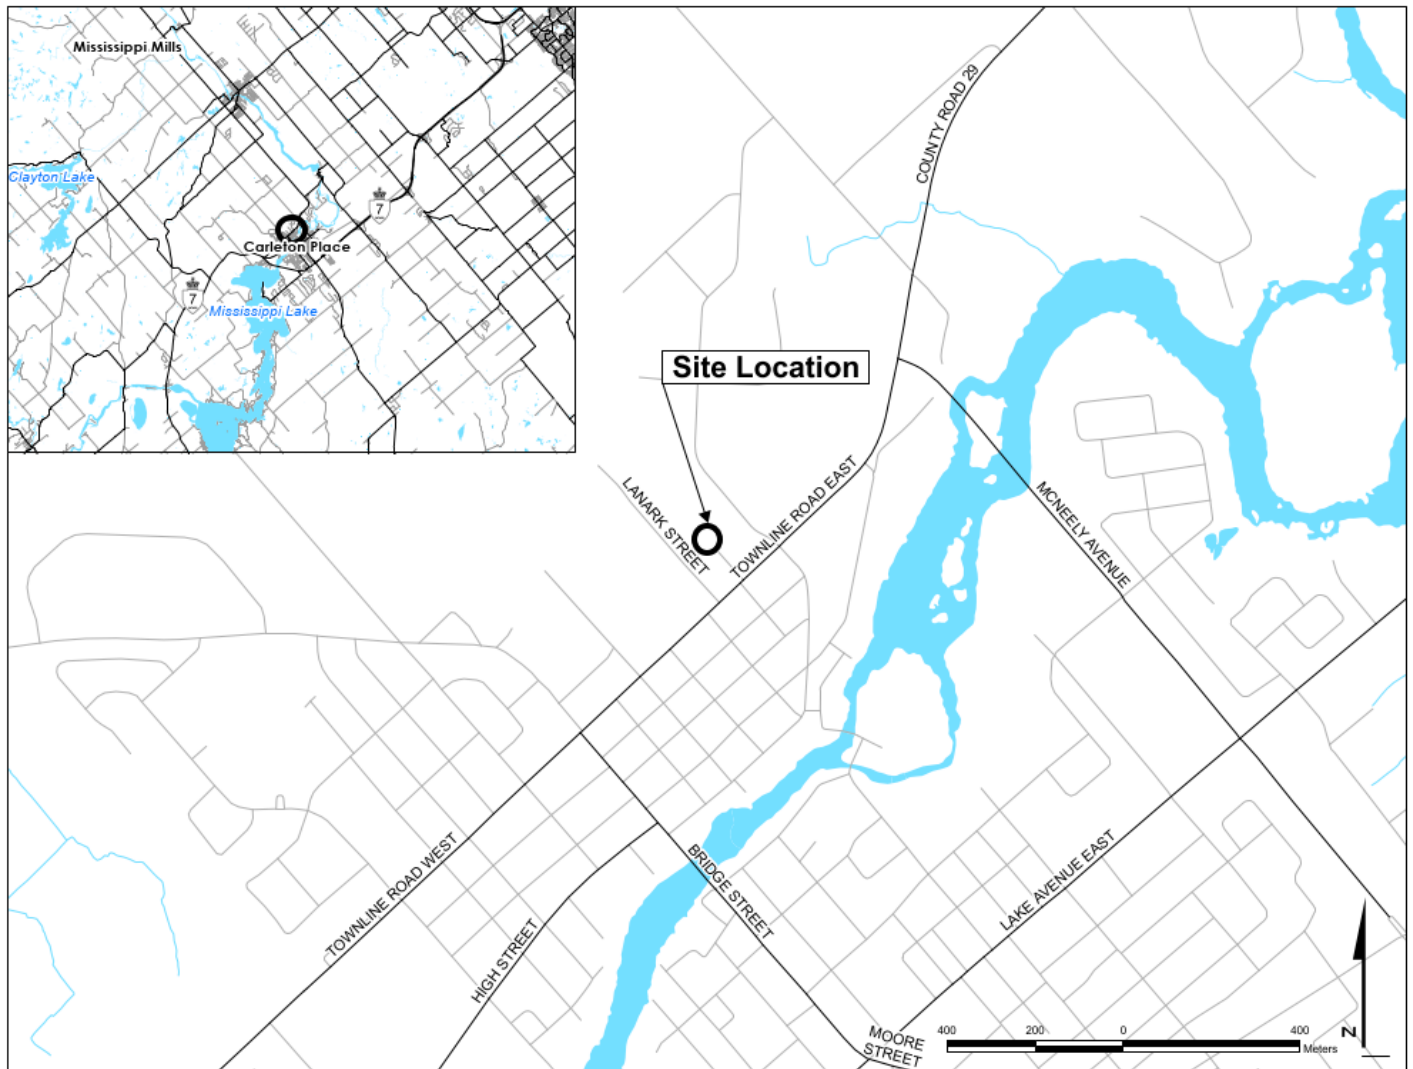 Mississippi Mills
Clayton Lake
7
Carleton Place
7
Mississippi Lake
COUNTY ROAD 29
Site Location
LANARK STREET
TOWNLINE ROAD EAST
MCNEELY AVENUE
TOWNLINE ROAD WEST
HIGH STREET
BRIDGE STREET
LAKE AVENUE EAST
MOORE
STREET
400 200 0 400
Meters
N